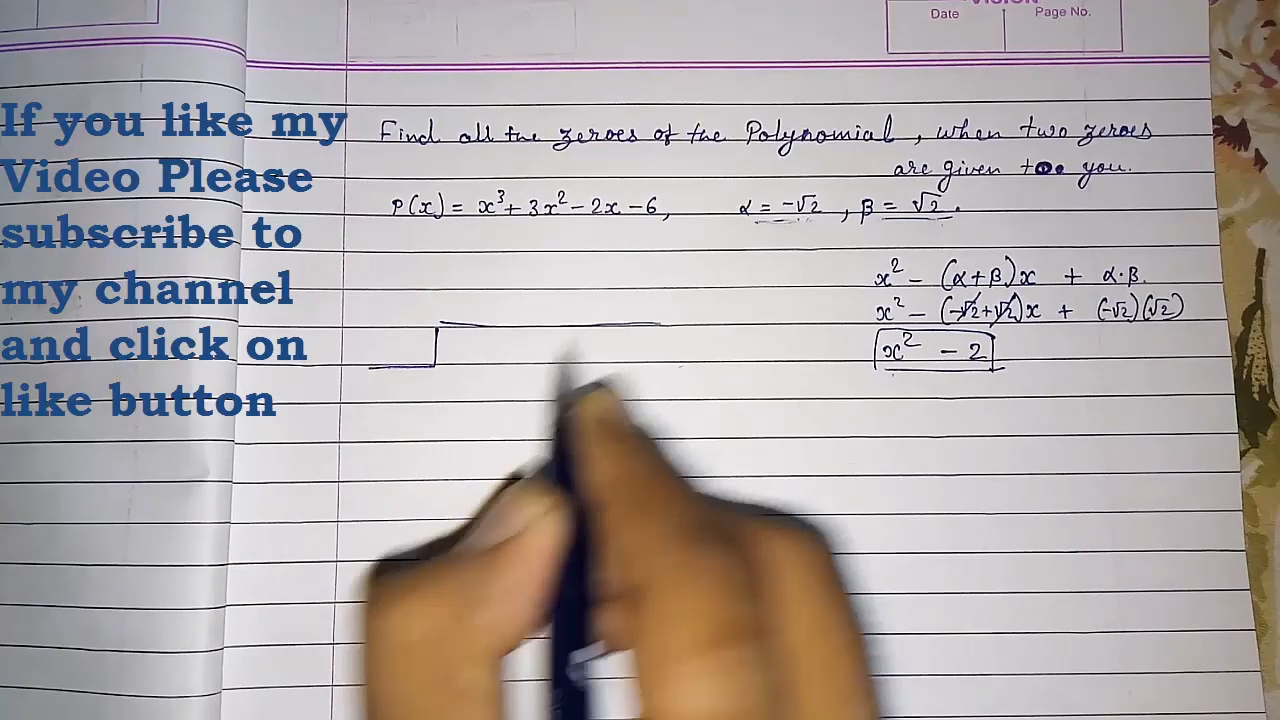 VISION
Date
Page No.
If you like my
Video Please
subscribe to
my channel
and click on
like button
Find all the zeroes of the Polynomial, when two zeroes
are given to you.
P(x) = x³ + 3x² - 2x - 6, α = -√2, β = √2.
x² - (α+β)x + α·β.
x² - (-√2+√2)x + (-√2)(√2)
x² - 2